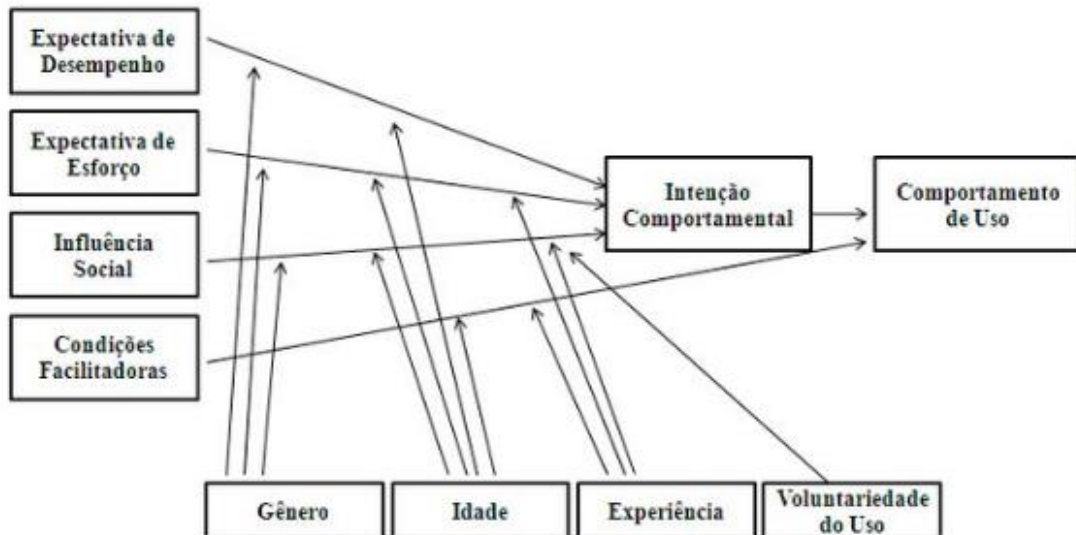 Expectativa de
Desempenho
Expectativa de
Esforço
Influência
Social
Condições
Facilitadoras
Intenção
Comportamental
Comportamento
de Uso
Gênero
Idade
Experiência
Voluntariedade
do Uso